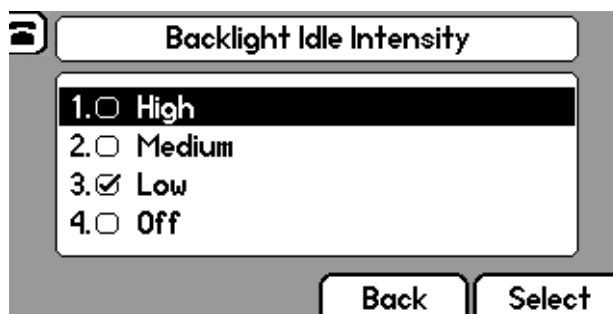 Backlight Idle Intensity
1. High
2. Medium
3. Low
4. Off
Back Select